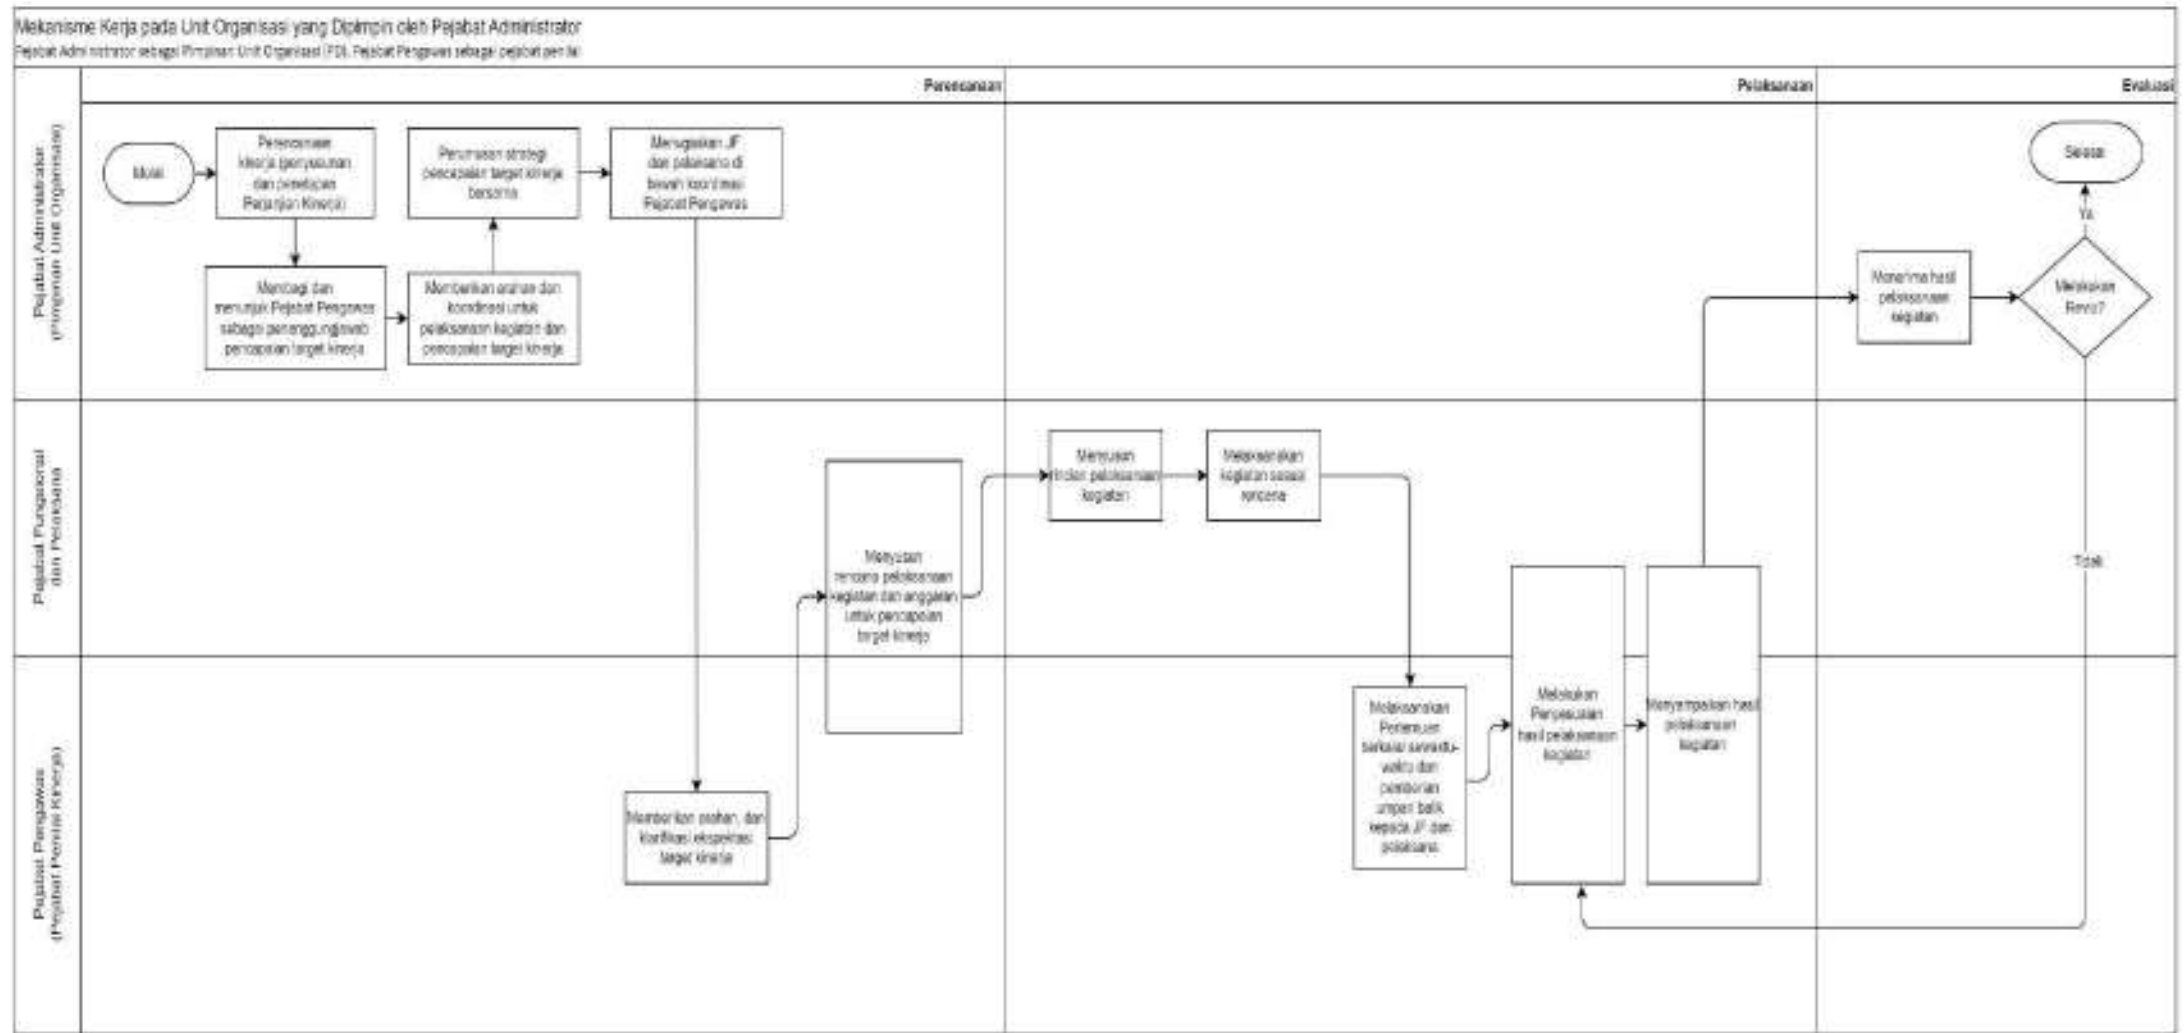 Mekanisme Kerja pada Unit Organisasi yang Dipimpin oleh Pejabat Administrator
Pejabat Administrator sebagai Pimpinan Unit Organisasi (PD), Pejabat Pengawas sebagai pejabat penilai
Perencanaan
Pelaksanaan
Evaluasi
Pejabat Administrator
(Pimpinan Unit Organisasi)
Mulai
Perencanaan
kinerja (penyusunan
dan penetapan
Perjanjian Kinerja)
Perumusan strategi
pencapaian target kinerja
bersama
Menugaskan JF
dan pelaksana di
bawah koordinasi
Pejabat Pengawas
Membagi dan
menunjuk Pejabat Pengawas
sebagai penanggungjawab
pencapaian target kinerja
Memberikan arahan dan
koordinasi untuk
pelaksanaan kegiatan dan
pencapaian target kinerja
Menerima hasil
pelaksanaan
kegiatan
Melakukan
Reviu?
Ya
Selesai
Tidak
Pejabat Fungsional
dan Pelaksana
Menyusun
rencana pelaksanaan
kegiatan dan anggaran
untuk pencapaian
target kinerja
Menyusun
rincian pelaksanaan
kegiatan
Melaksanakan
kegiatan sesuai
rencana
Pejabat Pengawas
(Pejabat Penilai Kinerja)
Memberikan arahan, dan
klarifikasi ekspektasi
target kinerja
Melaksanakan
Pertemuan
berkala/sewaktu-
waktu dan
pemberian
umpan balik
kepada JF dan
pelaksana
Melakukan
Penyesuaian
hasil pelaksanaan
kegiatan
Menyampaikan hasil
pelaksanaan
kegiatan